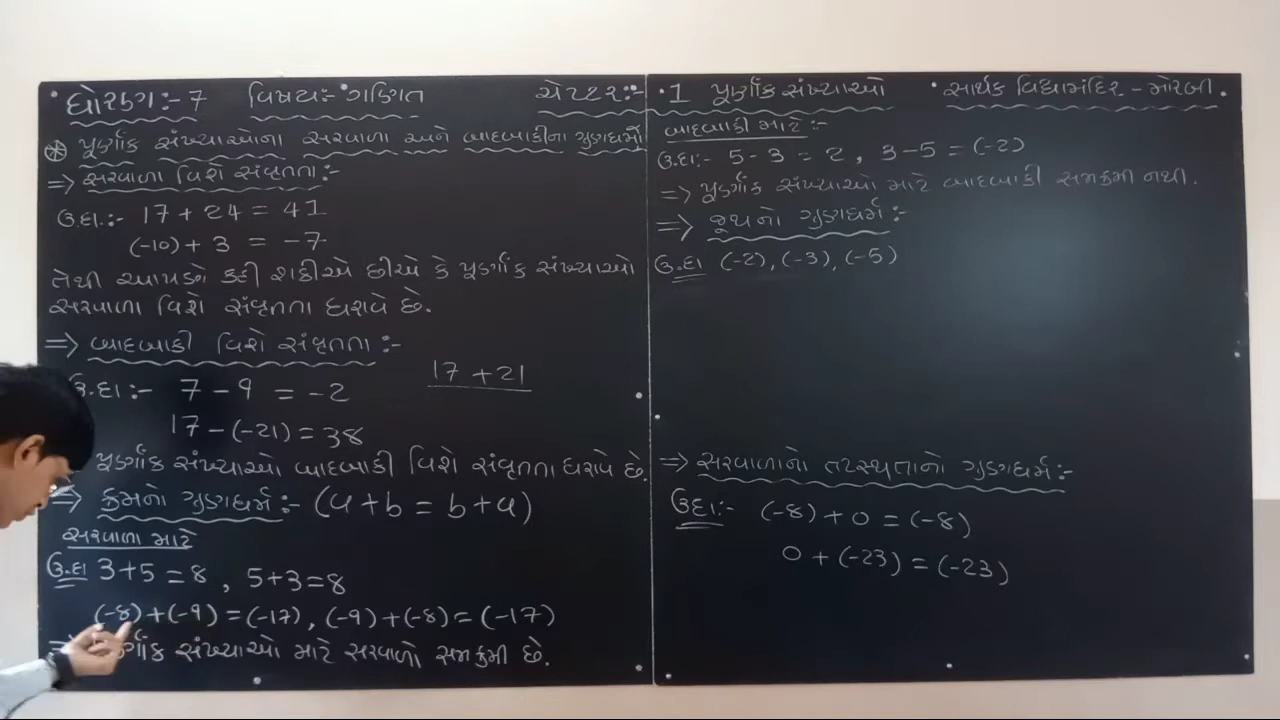 ધોરણ:- 7 વિષય:- ગણિત ચેપ્ટર:-
* પૂર્ણાંક સંખ્યાઓના સરવાળા અને બાદબાકીના ગુણધર્મો
=> સરવાળા વિશે સંવૃતતા:-
ઉ.દા.:- 17 + 24 = 41
(-10) + 3 = -7
તેથી આપણે કહી શકીએ છીએ કે પૂર્ણાંક સંખ્યાઓ
સરવાળા વિશે સંવૃતતા ધરાવે છે.
=> બાદબાકી વિશે સંવૃતતા :-
ઉ.દા:- 7 - 9 = -2
17 + 21
17 - (-21) = 38
પૂર્ણાંક સંખ્યાઓ બાદબાકી વિશે સંવૃતતા ધરાવે છે.
=> ક્રમનો ગુણધર્મ :- (a + b = b + a)
સરવાળા માટે
ઉ.દા 3 + 5 = 8 , 5 + 3 = 8
(-8) + (-9) = (-17), (-9) + (-8) = (-17)
=> પૂર્ણાંક સંખ્યાઓ માટે સરવાળો સમક્રમી છે.
· 1 પૂર્ણાંક સંખ્યાઓ · સાર્થક વિદ્યામંદિર - મોરબી.
બાદબાકી માટે :-
ઉ.દા:- 5 - 3 = 2 , 3 - 5 = (-2)
=> પૂર્ણાંક સંખ્યાઓ માટે બાદબાકી સમક્રમી નથી.
=> જૂથનો ગુણધર્મ :-
ઉ.દા (-2), (-3), (-5)
=> સરવાળાનો તટસ્થતાનો ગુણધર્મ:-
ઉદા:- (-8) + 0 = (-8)
0 + (-23) = (-23)